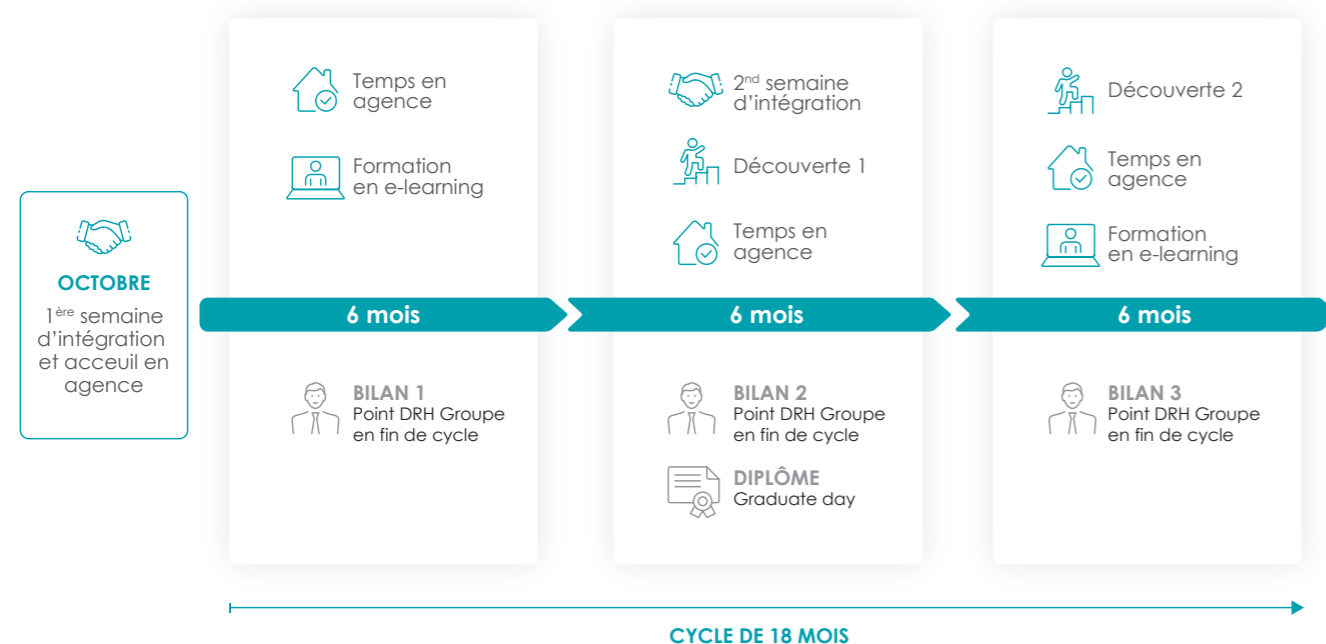 OCTOBRE
1ère semaine
d'intégration
et acceuil en
agence
Temps en
agence
Formation
en e-learning
6 mois
BILAN 1
Point DRH Groupe
en fin de cycle
2nd semaine
d'intégration
Découverte 1
Temps en
agence
6 mois
BILAN 2
Point DRH Groupe
en fin de cycle
DIPLÔME
Graduate day
Découverte 2
Temps en
agence
Formation
en e-learning
6 mois
BILAN 3
Point DRH Groupe
en fin de cycle
CYCLE DE 18 MOIS